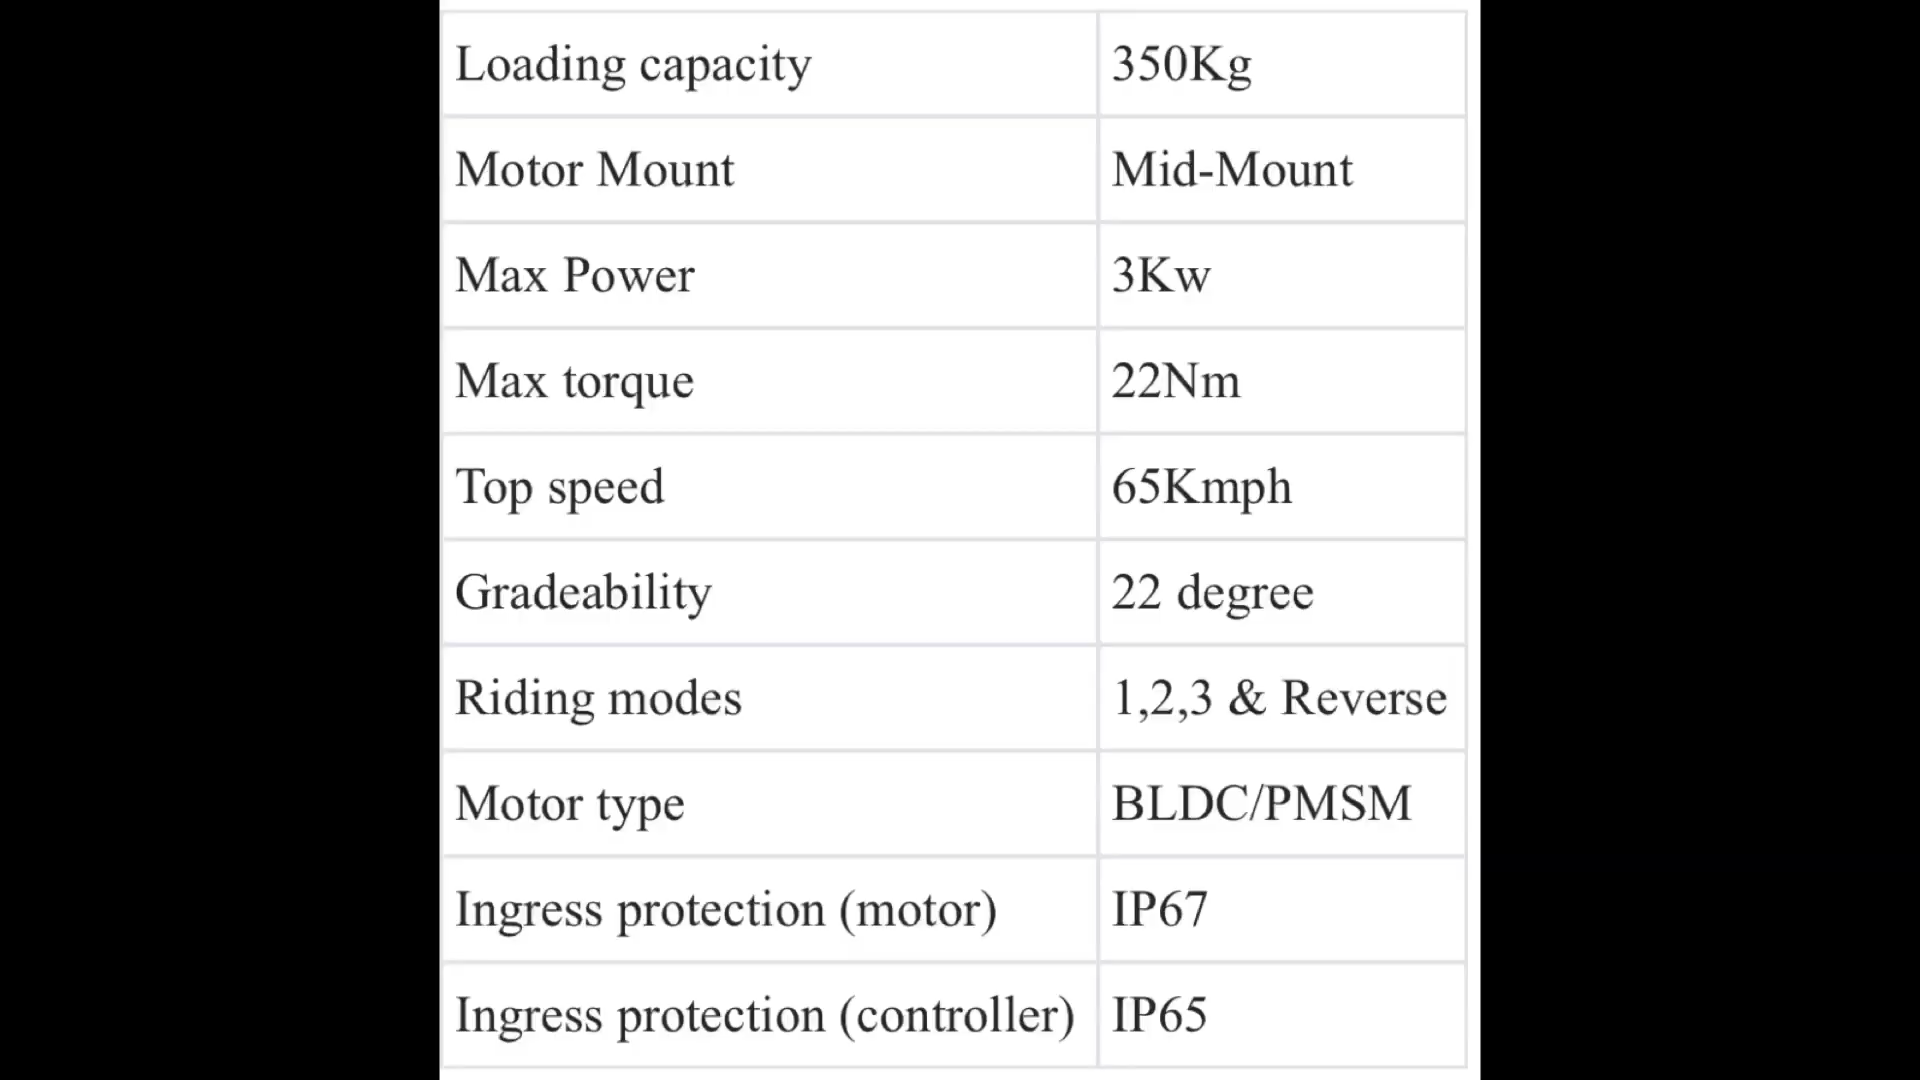 Loading capacity 350Kg
Motor Mount Mid-Mount
Max Power 3Kw
Max torque 22Nm
Top speed 65Kmph
Gradeability 22 degree
Riding modes 1,2,3 & Reverse
Motor type BLDC/PMSM
Ingress protection (motor) IP67
Ingress protection (controller) IP65